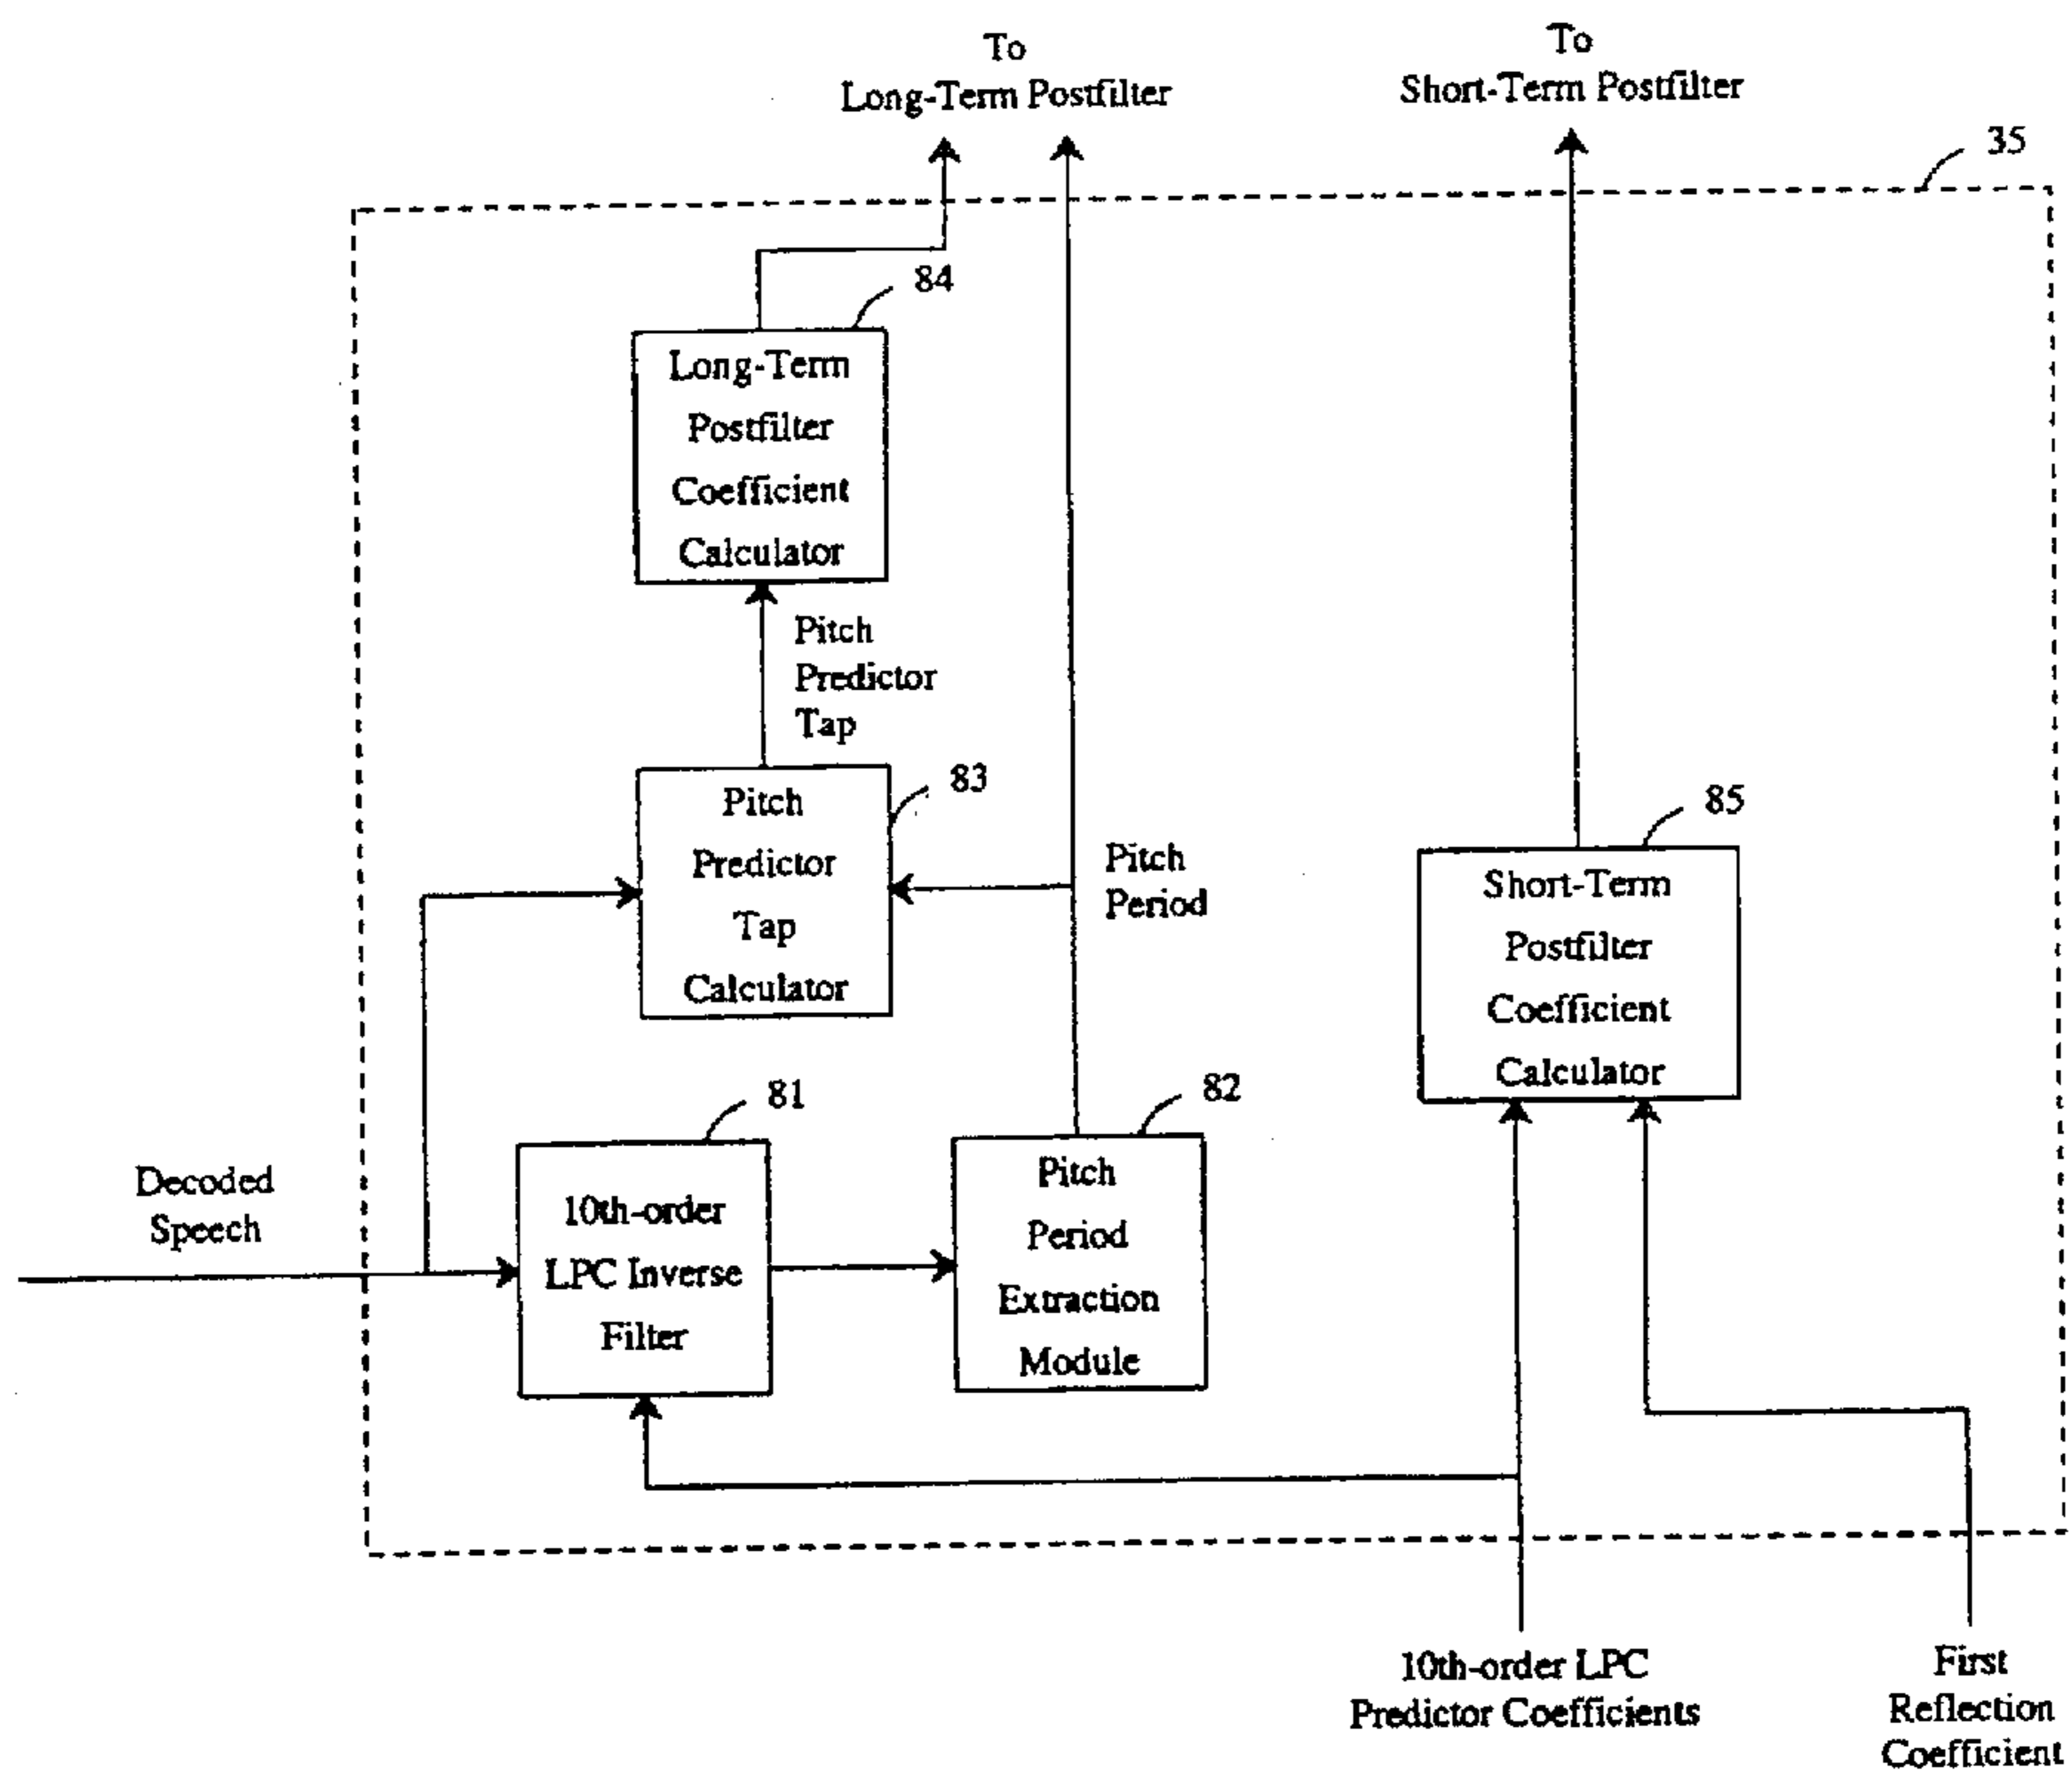 To
Long-Term Postfilter
To
Short-Term Postfilter
35
84
Long-Term
Postfilter
Coefficient
Calculator
Pitch
Predictor
Tap
83
Pitch
Predictor
Tap
Calculator
Pitch
Period
85
Short-Term
Postfilter
Coefficient
Calculator
81
82
Decoded
Speech
10th-order
LPC Inverse
Filter
Pitch
Period
Extraction
Module
10th-order LPC
Predictor Coefficients
First
Reflection
Coefficient